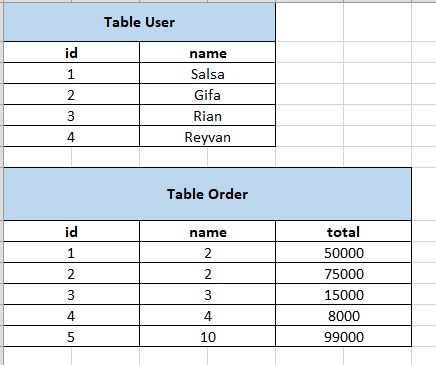 Table User
id name
1 Salsa
2 Gifa
3 Rian
4 Reyvan
Table Order
id name total
1 2 50000
2 2 75000
3 3 15000
4 4 8000
5 10 99000